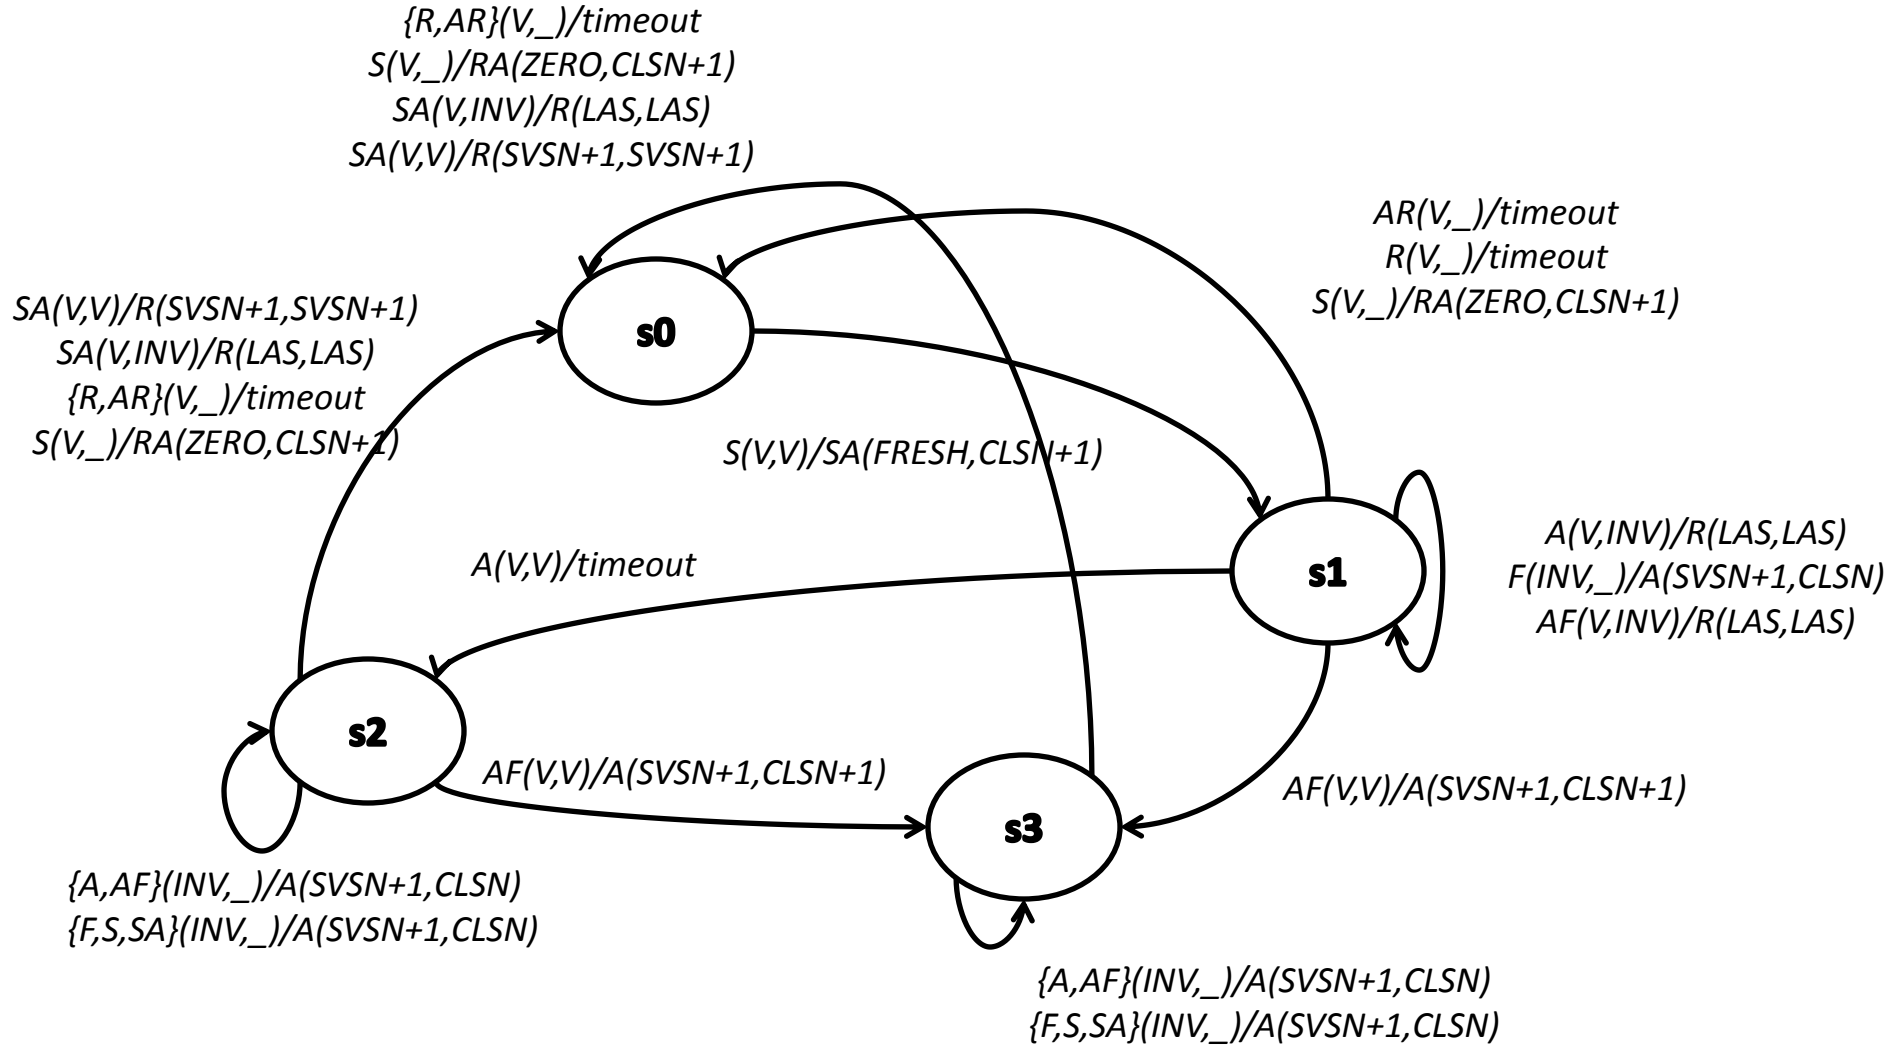 {R,AR}(V,_)/timeout
S(V,_)/RA(ZERO,CLSN+1)
SA(V,INV)/R(LAS,LAS)
SA(V,V)/R(SVSN+1,SVSN+1)
AR(V,_)/timeout
R(V,_)/timeout
S(V,_)/RA(ZERO,CLSN+1)
SA(V,V)/R(SVSN+1,SVSN+1)
SA(V,INV)/R(LAS,LAS)
{R,AR}(V,_)/timeout
S(V,_)/RA(ZERO,CLSN+1)
s0
S(V,V)/SA(FRESH,CLSN+1)
A(V,V)/timeout
s1
A(V,INV)/R(LAS,LAS)
F(INV,_)/A(SVSN+1,CLSN)
AF(V,INV)/R(LAS,LAS)
s2
AF(V,V)/A(SVSN+1,CLSN+1)
s3
AF(V,V)/A(SVSN+1,CLSN+1)
{A,AF}(INV,_)/A(SVSN+1,CLSN)
{F,S,SA}(INV,_)/A(SVSN+1,CLSN)
{A,AF}(INV,_)/A(SVSN+1,CLSN)
{F,S,SA}(INV,_)/A(SVSN+1,CLSN)